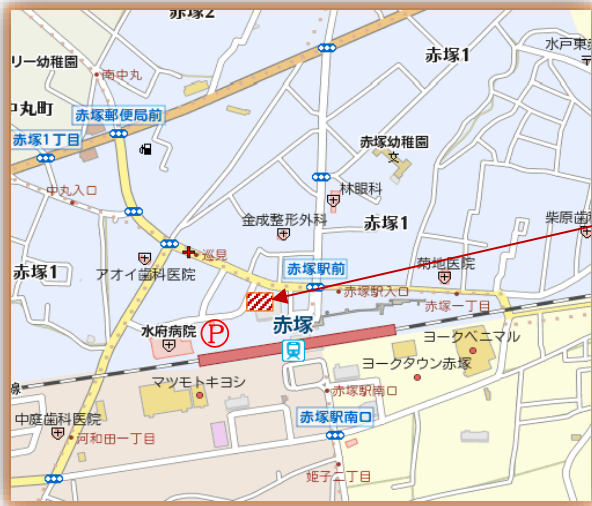 赤塚2
赤塚1
水戸東赤
リー幼稚園
南中丸
中丸町
赤塚郵便局前
赤塚1丁目
赤塚幼稚園
中丸入口
林眼科
金成整形外科
赤塚1
柴原歯科
巡見
赤塚1
アオイ歯科医院
赤塚駅前
菊地医院
赤塚駅入口
赤塚一丁目
水府病院
P
赤塚
ヨークベニマル
ヨークタウン赤塚
線
マツモトキヨシ
赤塚駅南口
中庭歯科医院
赤塚駅南口
河和田一丁目
姫子二丁目